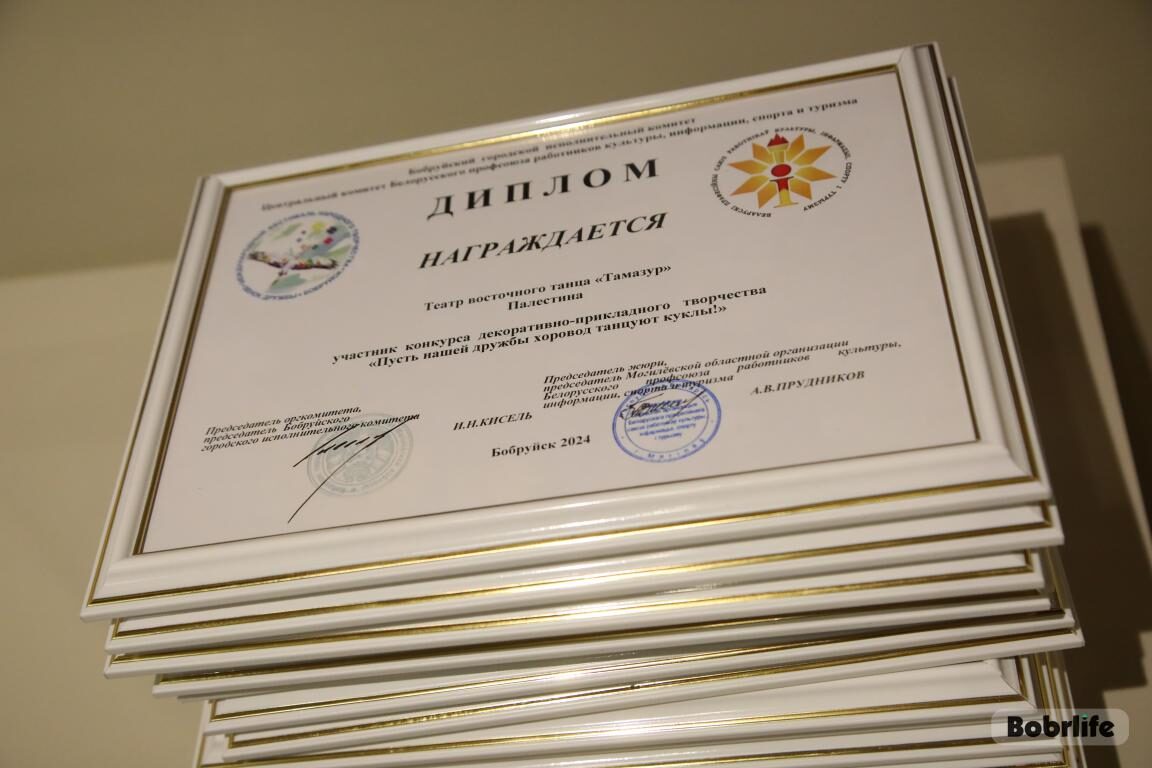 Бобруйский городской исполнительный комитет
Центральный комитет Белорусского профсоюза работников культуры, информации, спорта и туризма
ДИПЛОМ
НАГРАЖДАЕТСЯ
Театр восточного танца «Тамазур»
Палестина
участник конкурса декоративно-прикладного творчества
«Пусть нашей дружбы хоровод танцуют куклы!»
Председатель оргкомитета,
председатель Бобруйского
городского исполнительного комитета
И.Н.КИСЕЛЬ
Председатель жюри,
председатель Могилёвской областной организации
Белорусского профсоюза работников культуры,
информации, спорта и туризма
А.В.ПРУДНИКОВ
Бобруйск 2024
Bobrlife